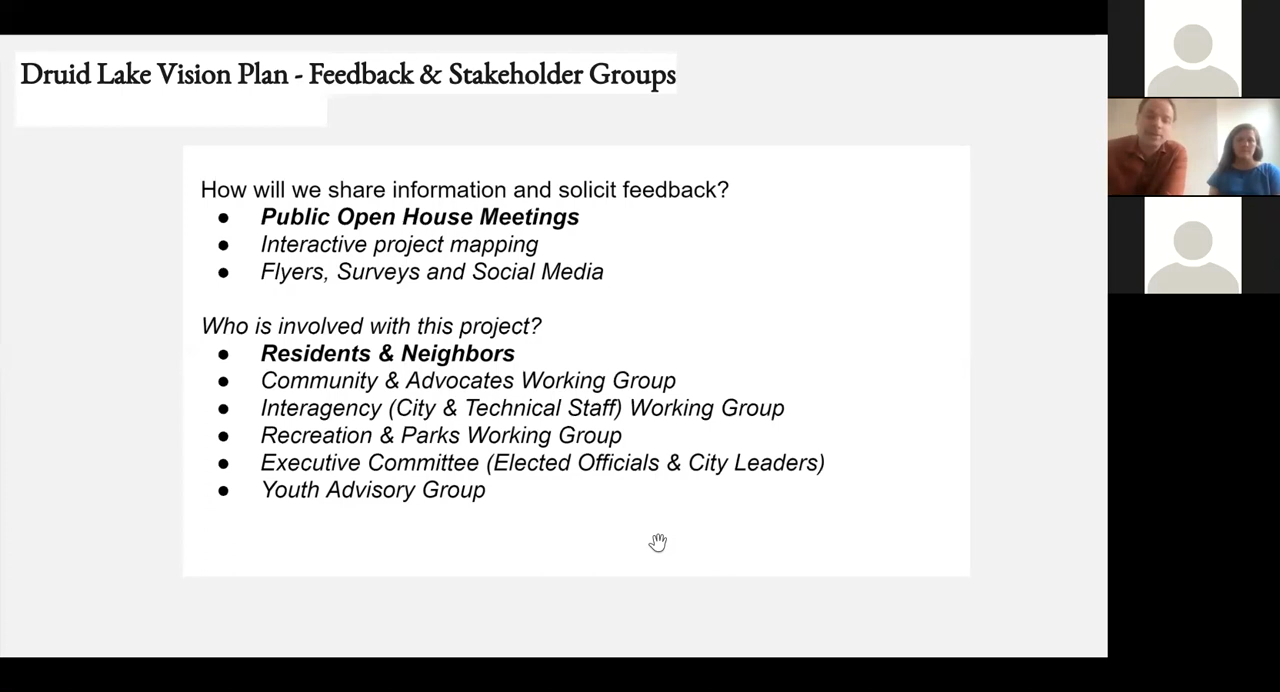 Druid Lake Vision Plan - Feedback & Stakeholder Groups
How will we share information and solicit feedback?
● Public Open House Meetings
● Interactive project mapping
● Flyers, Surveys and Social Media
Who is involved with this project?
● Residents & Neighbors
● Community & Advocates Working Group
● Interagency (City & Technical Staff) Working Group
● Recreation & Parks Working Group
● Executive Committee (Elected Officials & City Leaders)
● Youth Advisory Group